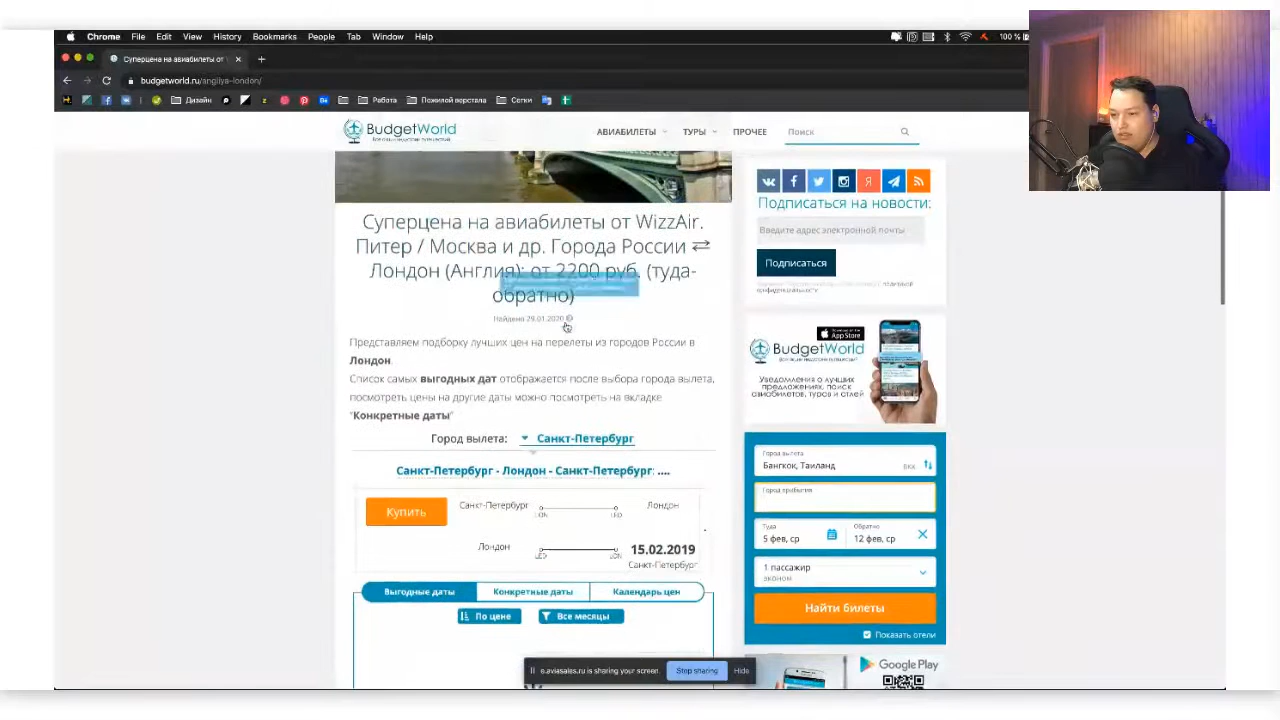 Chrome File Edit View History Bookmarks People Tab Window Help
100 %
Суперцена на авиабилеты от
budgetworld.ru/angliya-london/
Дизайн
Работа
Пожилой верстала
Сетки
BudgetWorld
АВИАБИЛЕТЫ
ТУРЫ
ПРОЧЕЕ
Поиск
Суперцена на авиабилеты от WizzAir.
Питер / Москва и др. Города России ⇄
Лондон (Англия): от 2200 руб. (туда-
обратно)
Найдено 29.01.2020
Представляем подборку лучших цен на перелеты из городов России в
Лондон.
Список самых выгодных дат отображается после выбора города вылета,
посмотреть цены на другие даты можно посмотреть на вкладке
"Конкретные даты"
Город вылета: Санкт-Петербург
Санкт-Петербург - Лондон - Санкт-Петербург: ....
Купить
Санкт-Петербург
LON
LED
Лондон
Лондон
LED
LON
15.02.2019
Санкт-Петербург
Выгодные даты
Конкретные даты
Календарь цен
По цене
Все месяцы
Подписаться на новости:
Введите адрес электронной почты
Подписаться
App Store
BudgetWorld
Уведомления о лучших
предложениях, поиск
авиабилетов, туров и отлей
Город вылета
Бангкок, Таиланд
BKK
Город прибытия
Туда
5 фев, ср
Обратно
12 фев, ср
1 пассажир
эконом
Найти билеты
Показать отели
Google Play
e.aviasales.ru is sharing your screen.
Stop sharing
Hide